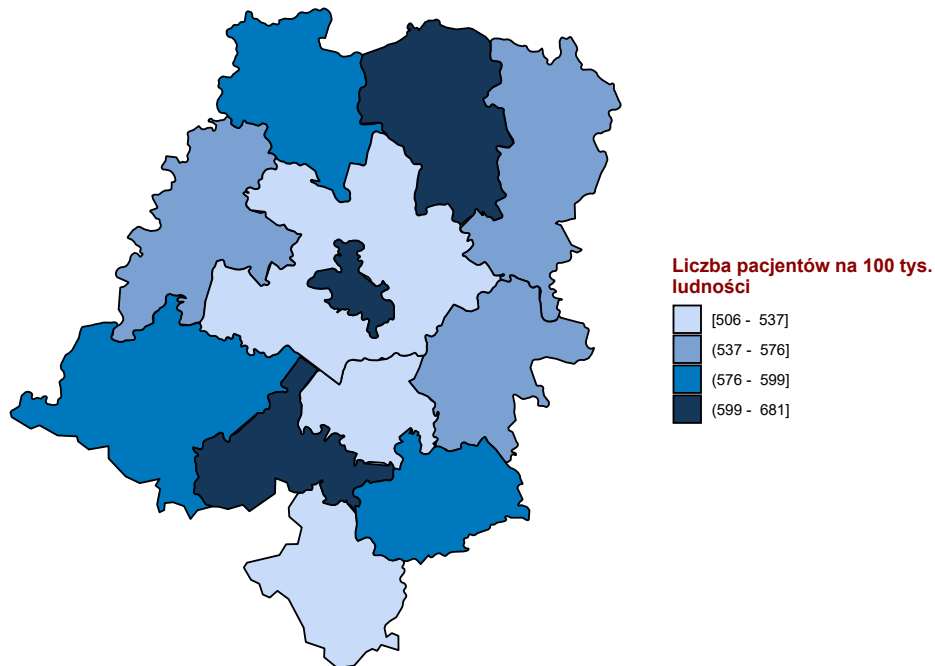 Liczba pacjentów na 100 tys.
ludności
[506 - 537]
(537 - 576]
(576 - 599]
(599 - 681]